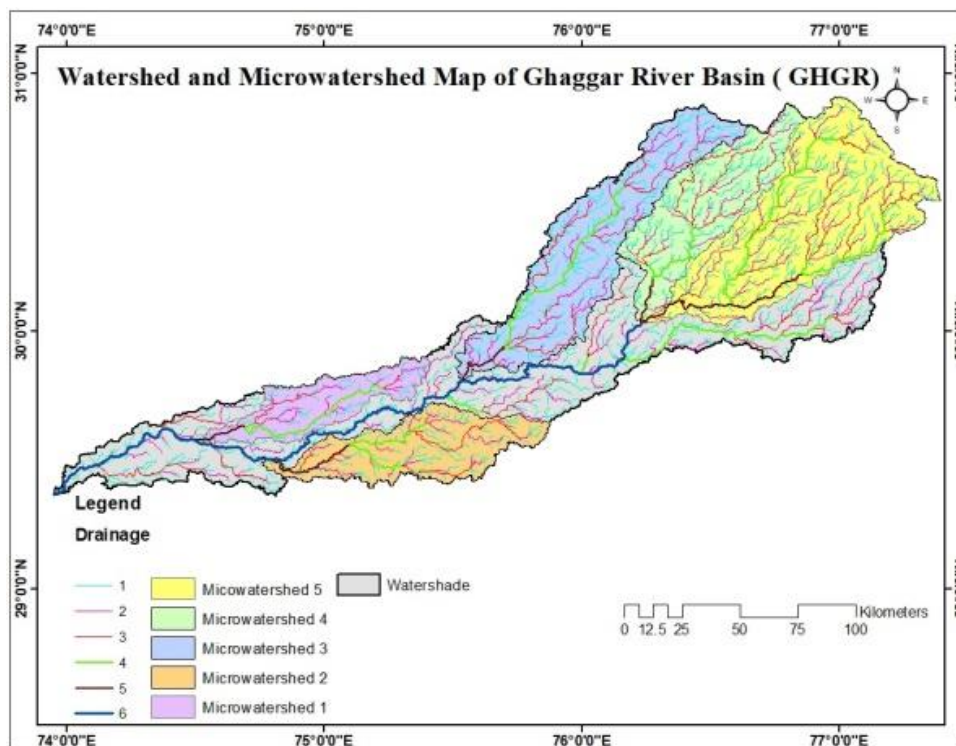 74°0'0"E 75°0'0"E 76°0'0"E 77°0'0"E
31°0'0"N
Watershed and Microwatershed Map of Ghaggar River Basin ( GHGR)
N
W E
S
30°0'0"N
29°0'0"N
Legend
Drainage
1
2
3
4
5
6
Micowatershed 5
Microwatershed 4
Microwatershed 3
Microwatershed 2
Microwatershed 1
Watershade
Kilometers
0 12.5 25 50 75 100
74°0'0"E 75°0'0"E 76°0'0"E 77°0'0"E